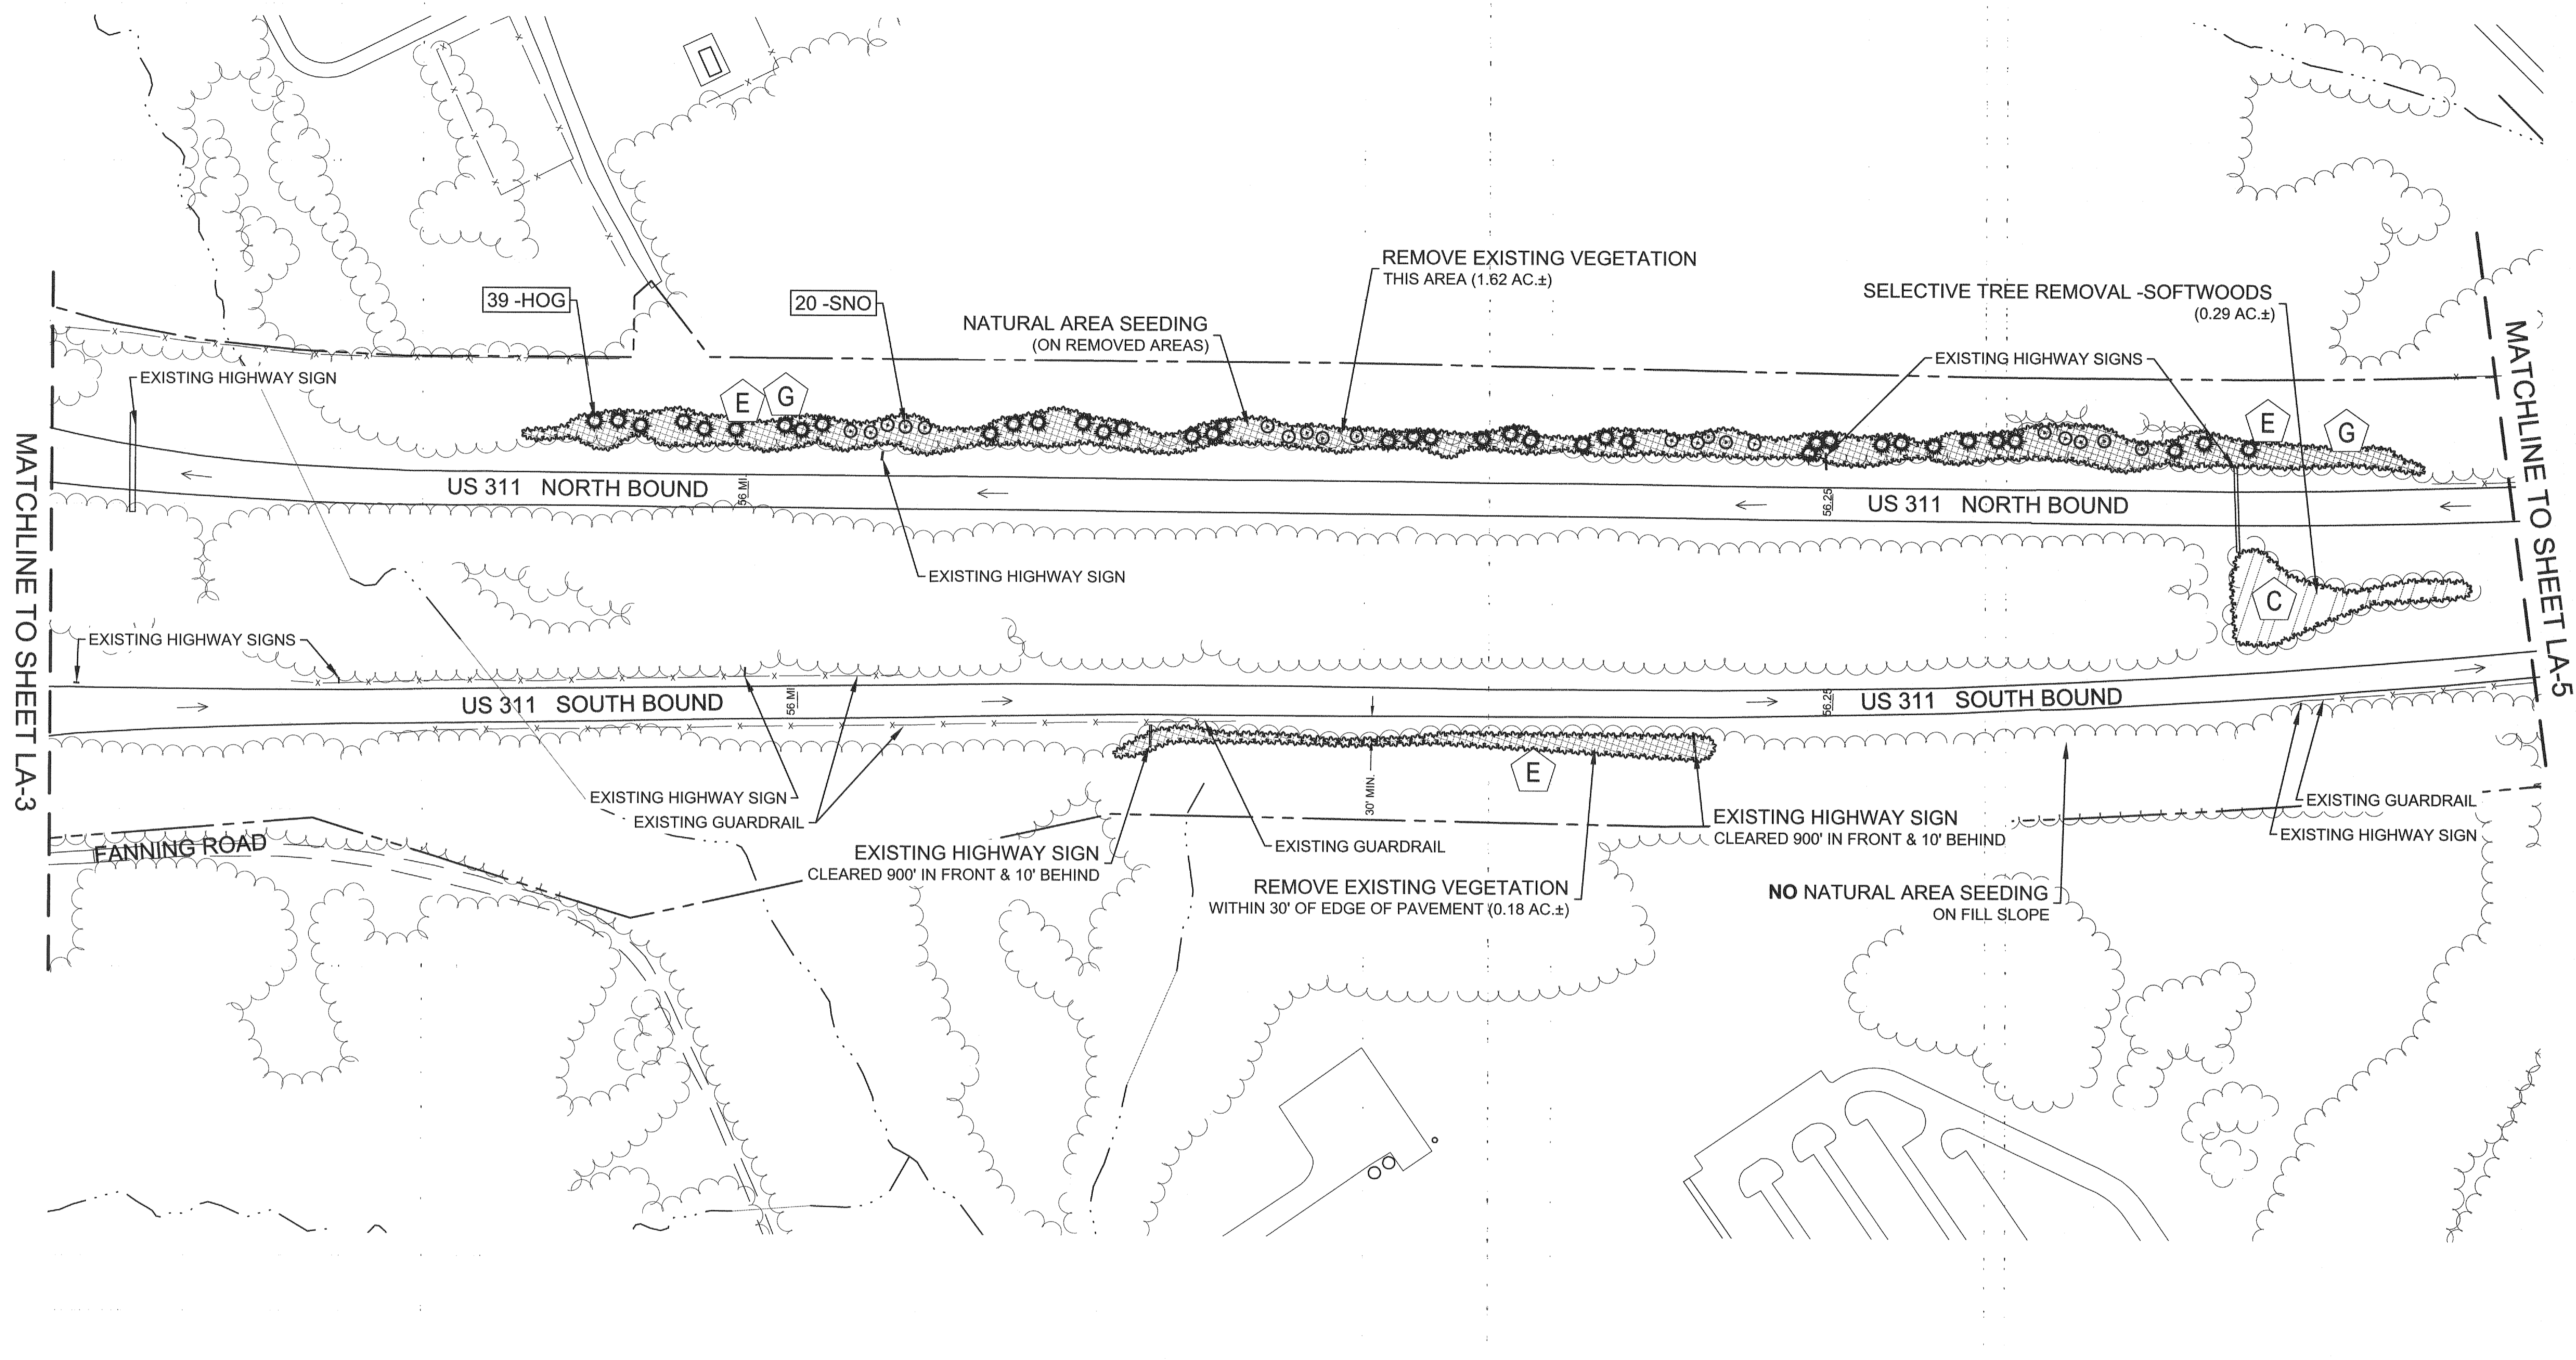 REMOVE EXISTING VEGETATION
THIS AREA (1.62 AC.±)
SELECTIVE TREE REMOVAL -SOFTWOODS
(0.29 AC.±)
39 -HOG
20 -SNO
NATURAL AREA SEEDING
(ON REMOVED AREAS)
EXISTING HIGHWAY SIGNS
EXISTING HIGHWAY SIGN
E
G
E
G
US 311 NORTH BOUND
56 MI
56.25
US 311 NORTH BOUND
EXISTING HIGHWAY SIGN
C
MATCHLINE TO SHEET LA-3
MATCHLINE TO SHEET LA-5
EXISTING HIGHWAY SIGNS
US 311 SOUTH BOUND
56 MI
56.25
US 311 SOUTH BOUND
E
30' MIN.
EXISTING HIGHWAY SIGN
EXISTING GUARDRAIL
EXISTING HIGHWAY SIGN
CLEARED 900' IN FRONT & 10' BEHIND
EXISTING GUARDRAIL
EXISTING HIGHWAY SIGN
FANNING ROAD
EXISTING HIGHWAY SIGN
CLEARED 900' IN FRONT & 10' BEHIND
EXISTING GUARDRAIL
REMOVE EXISTING VEGETATION
WITHIN 30' OF EDGE OF PAVEMENT (0.18 AC.±)
NO NATURAL AREA SEEDING
ON FILL SLOPE